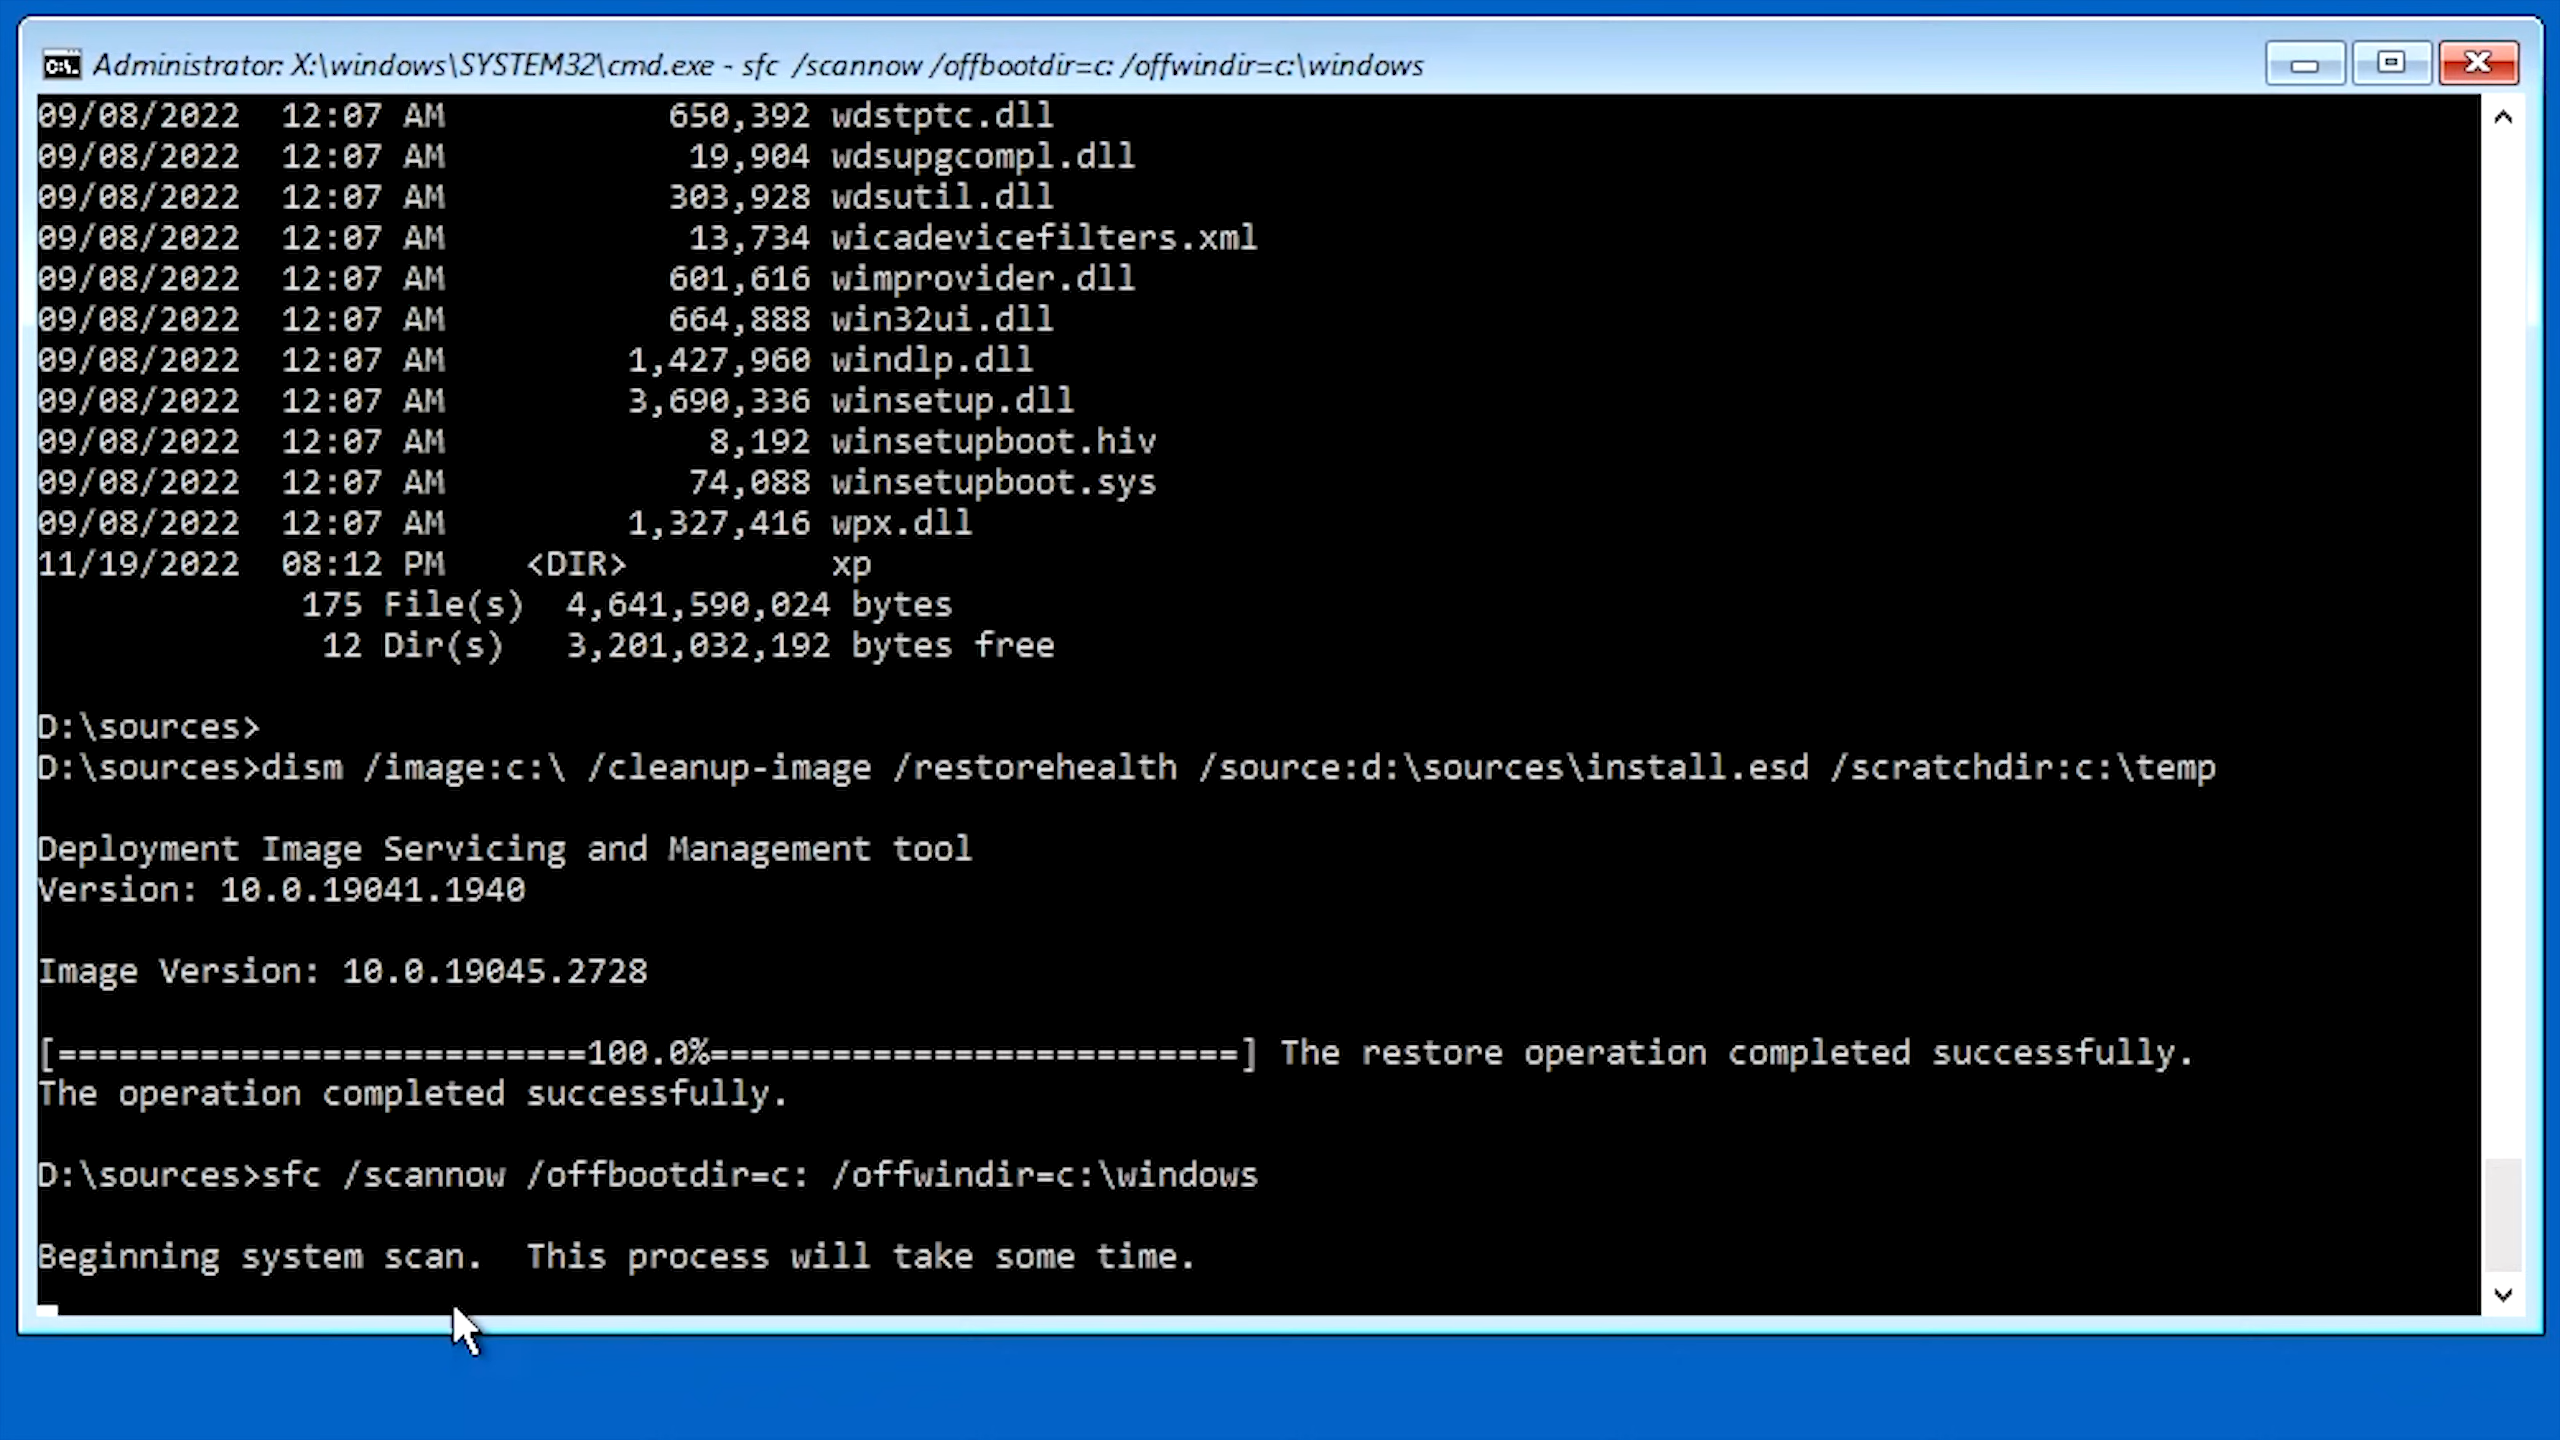 Administrator: X:\windows\SYSTEM32\cmd.exe - sfc /scannow /offbootdir=c: /offwindir=c:\windows
09/08/2022  12:07 AM           650,392 wdstptc.dll
09/08/2022  12:07 AM            19,904 wdsupgcompl.dll
09/08/2022  12:07 AM           303,928 wdsutil.dll
09/08/2022  12:07 AM            13,734 wicadevicefilters.xml
09/08/2022  12:07 AM           601,616 wimprovider.dll
09/08/2022  12:07 AM           664,888 win32ui.dll
09/08/2022  12:07 AM         1,427,960 windlp.dll
09/08/2022  12:07 AM         3,690,336 winsetup.dll
09/08/2022  12:07 AM             8,192 winsetupboot.hiv
09/08/2022  12:07 AM            74,088 winsetupboot.sys
09/08/2022  12:07 AM         1,327,416 wpx.dll
11/19/2022  08:12 PM    <DIR>          xp
             175 File(s)  4,641,590,024 bytes
              12 Dir(s)   3,201,032,192 bytes free
D:\sources>
D:\sources>dism /image:c:\ /cleanup-image /restorehealth /source:d:\sources\install.esd /scratchdir:c:\temp
Deployment Image Servicing and Management tool
Version: 10.0.19041.1940
Image Version: 10.0.19045.2728
[==========================100.0%==========================] The restore operation completed successfully.
The operation completed successfully.
D:\sources>sfc /scannow /offbootdir=c: /offwindir=c:\windows
Beginning system scan.  This process will take some time.